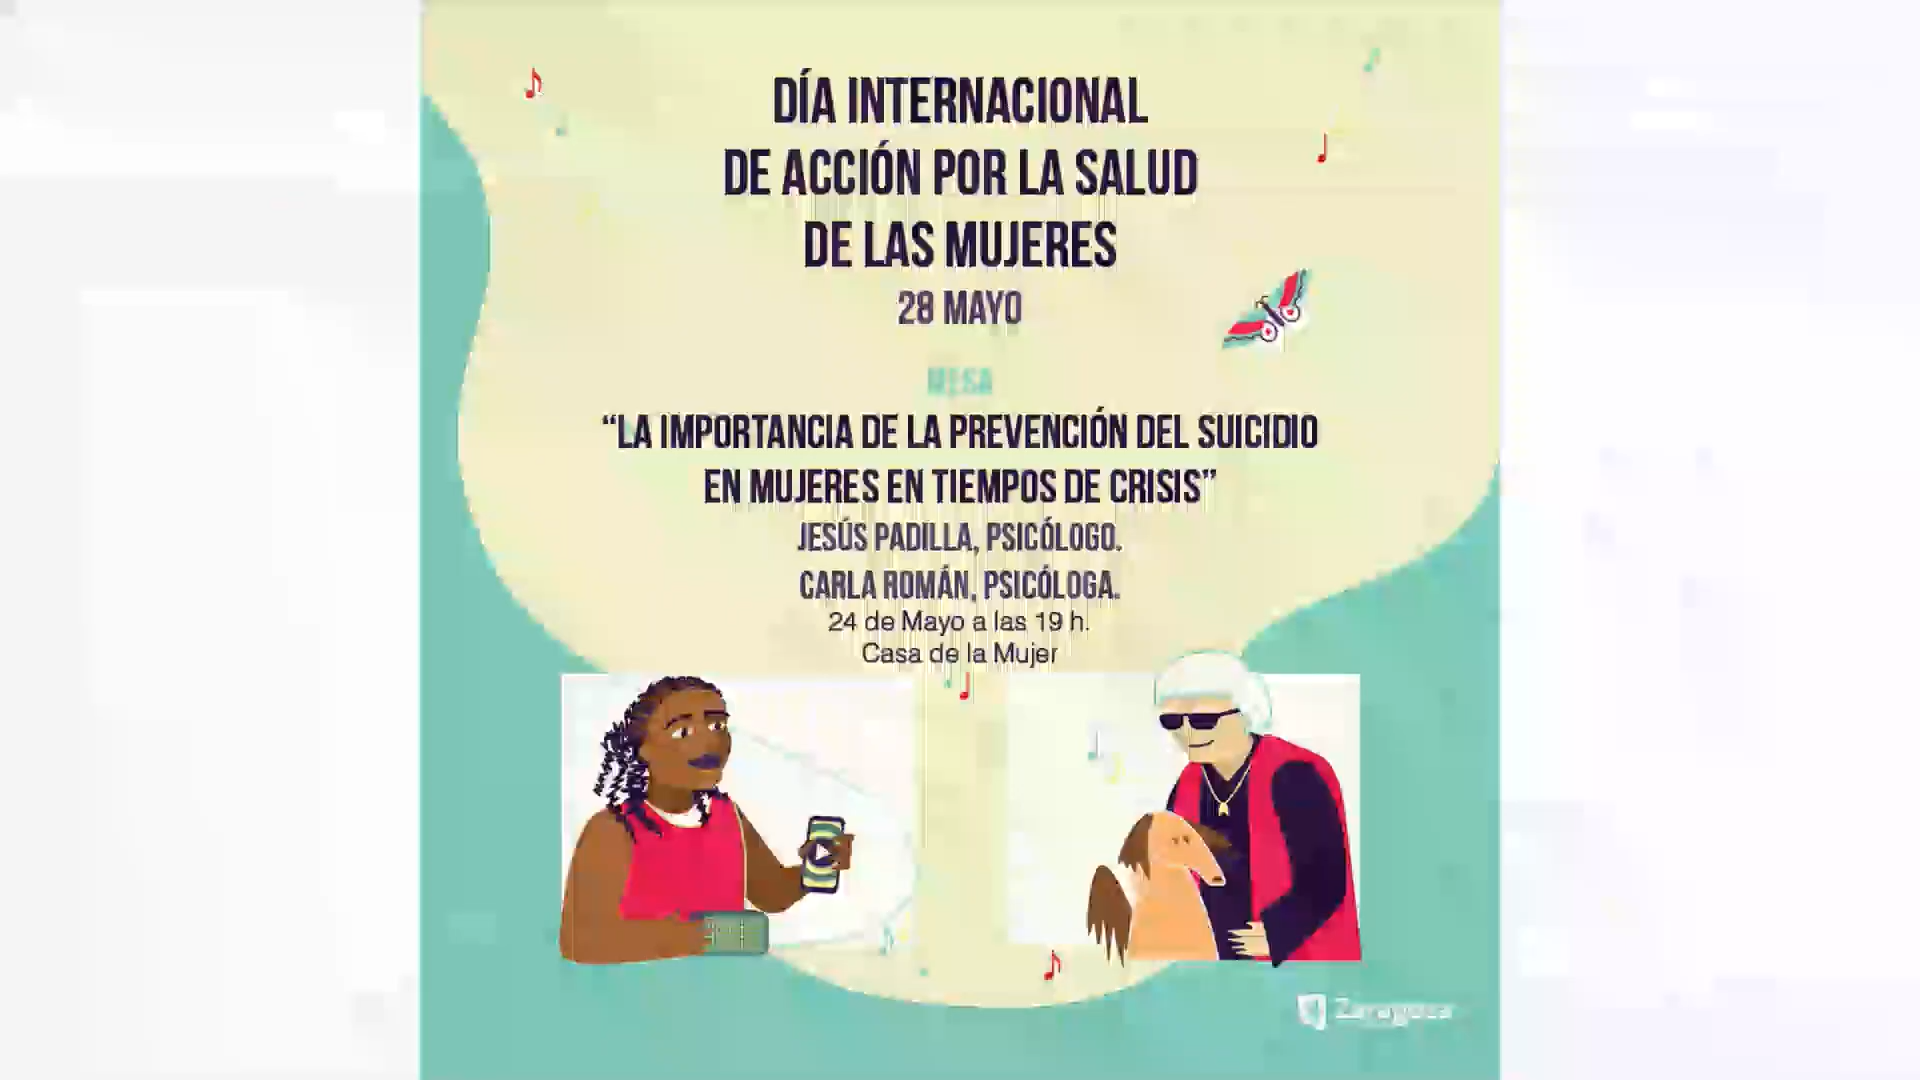 DÍA INTERNACIONAL
DE ACCIÓN POR LA SALUD
DE LAS MUJERES
28 MAYO
MESA
“LA IMPORTANCIA DE LA PREVENCIÓN DEL SUICIDIO
EN MUJERES EN TIEMPOS DE CRISIS”
JESÚS PADILLA, PSICÓLOGO.
CARLA ROMÁN, PSICÓLOGA.
24 de Mayo a las 19 h.
Casa de la Mujer
Zaragoza